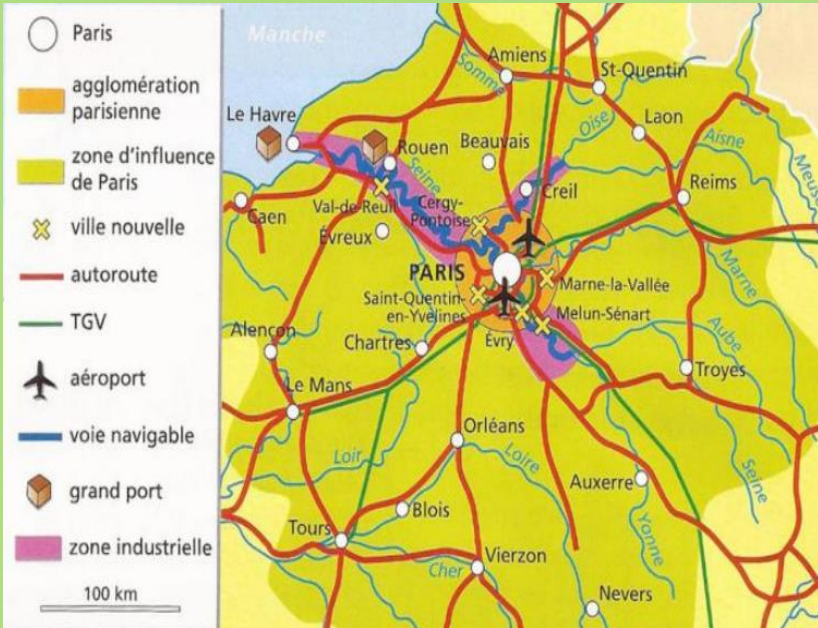 Paris
agglomération
parisienne
zone d'influence
de Paris
ville nouvelle
autoroute
TGV
aéroport
voie navigable
grand port
zone industrielle
100 km
Manche
Amiens
Somme
St-Quentin
Le Havre
Oise
Laon
Rouen
Beauvais
Aisne
Meuse
Seine
Creil
Reims
Caen
Val-de-Reuil
Cergy-
Pontoise
Évreux
Marne
PARIS
Marne-la-Vallée
Saint-Quentin-
en-Yvelines
Melun-Sénart
Alençon
Chartres
Évry
Aube
Troyes
Le Mans
Orléans
Loir
Loire
Auxerre
Seine
Blois
Yonne
Tours
Vierzon
Cher
Nevers